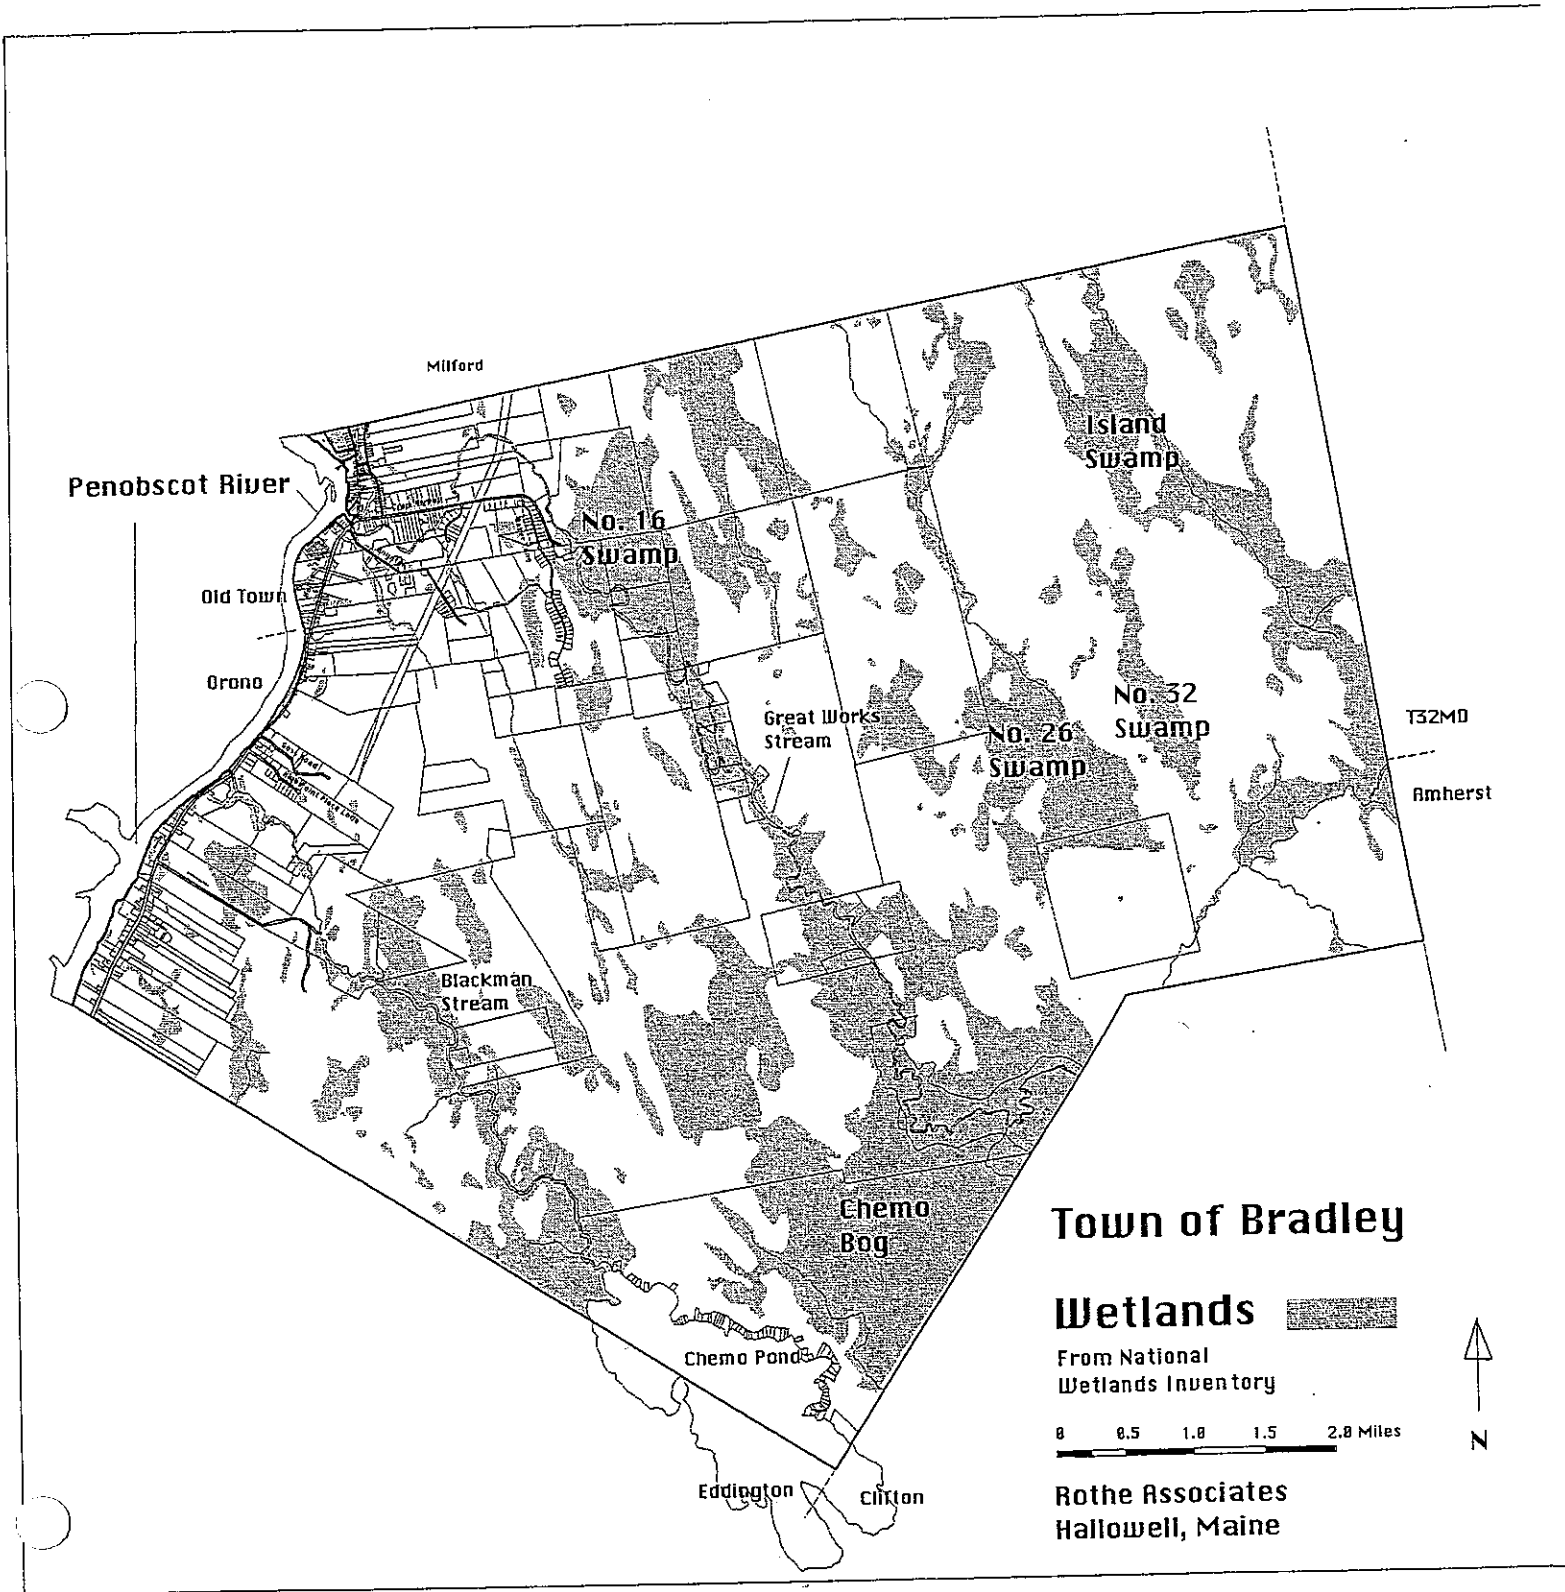 Milford
Penobscot River
Island
Swamp
No. 16
Swamp
Old Town
Orono
No. 32
Swamp
Great Works
Stream
No. 26
Swamp
T32MD
Amherst
Blackman
Stream
Chemo
Bog
Town of Bradley
Wetlands
From National
Wetlands Inventory
Chemo Pond
0 0.5 1.0 1.5 2.0 Miles
N
Eddington
Clifton
Rothe Associates
Hallowell, Maine